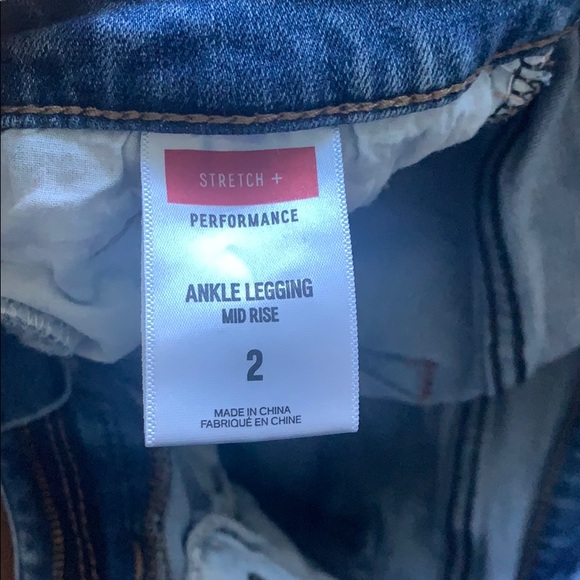 STRETCH +
PERFORMANCE
ANKLE LEGGING
MID RISE
2
MADE IN CHINA
FABRIQUÉ EN CHINE